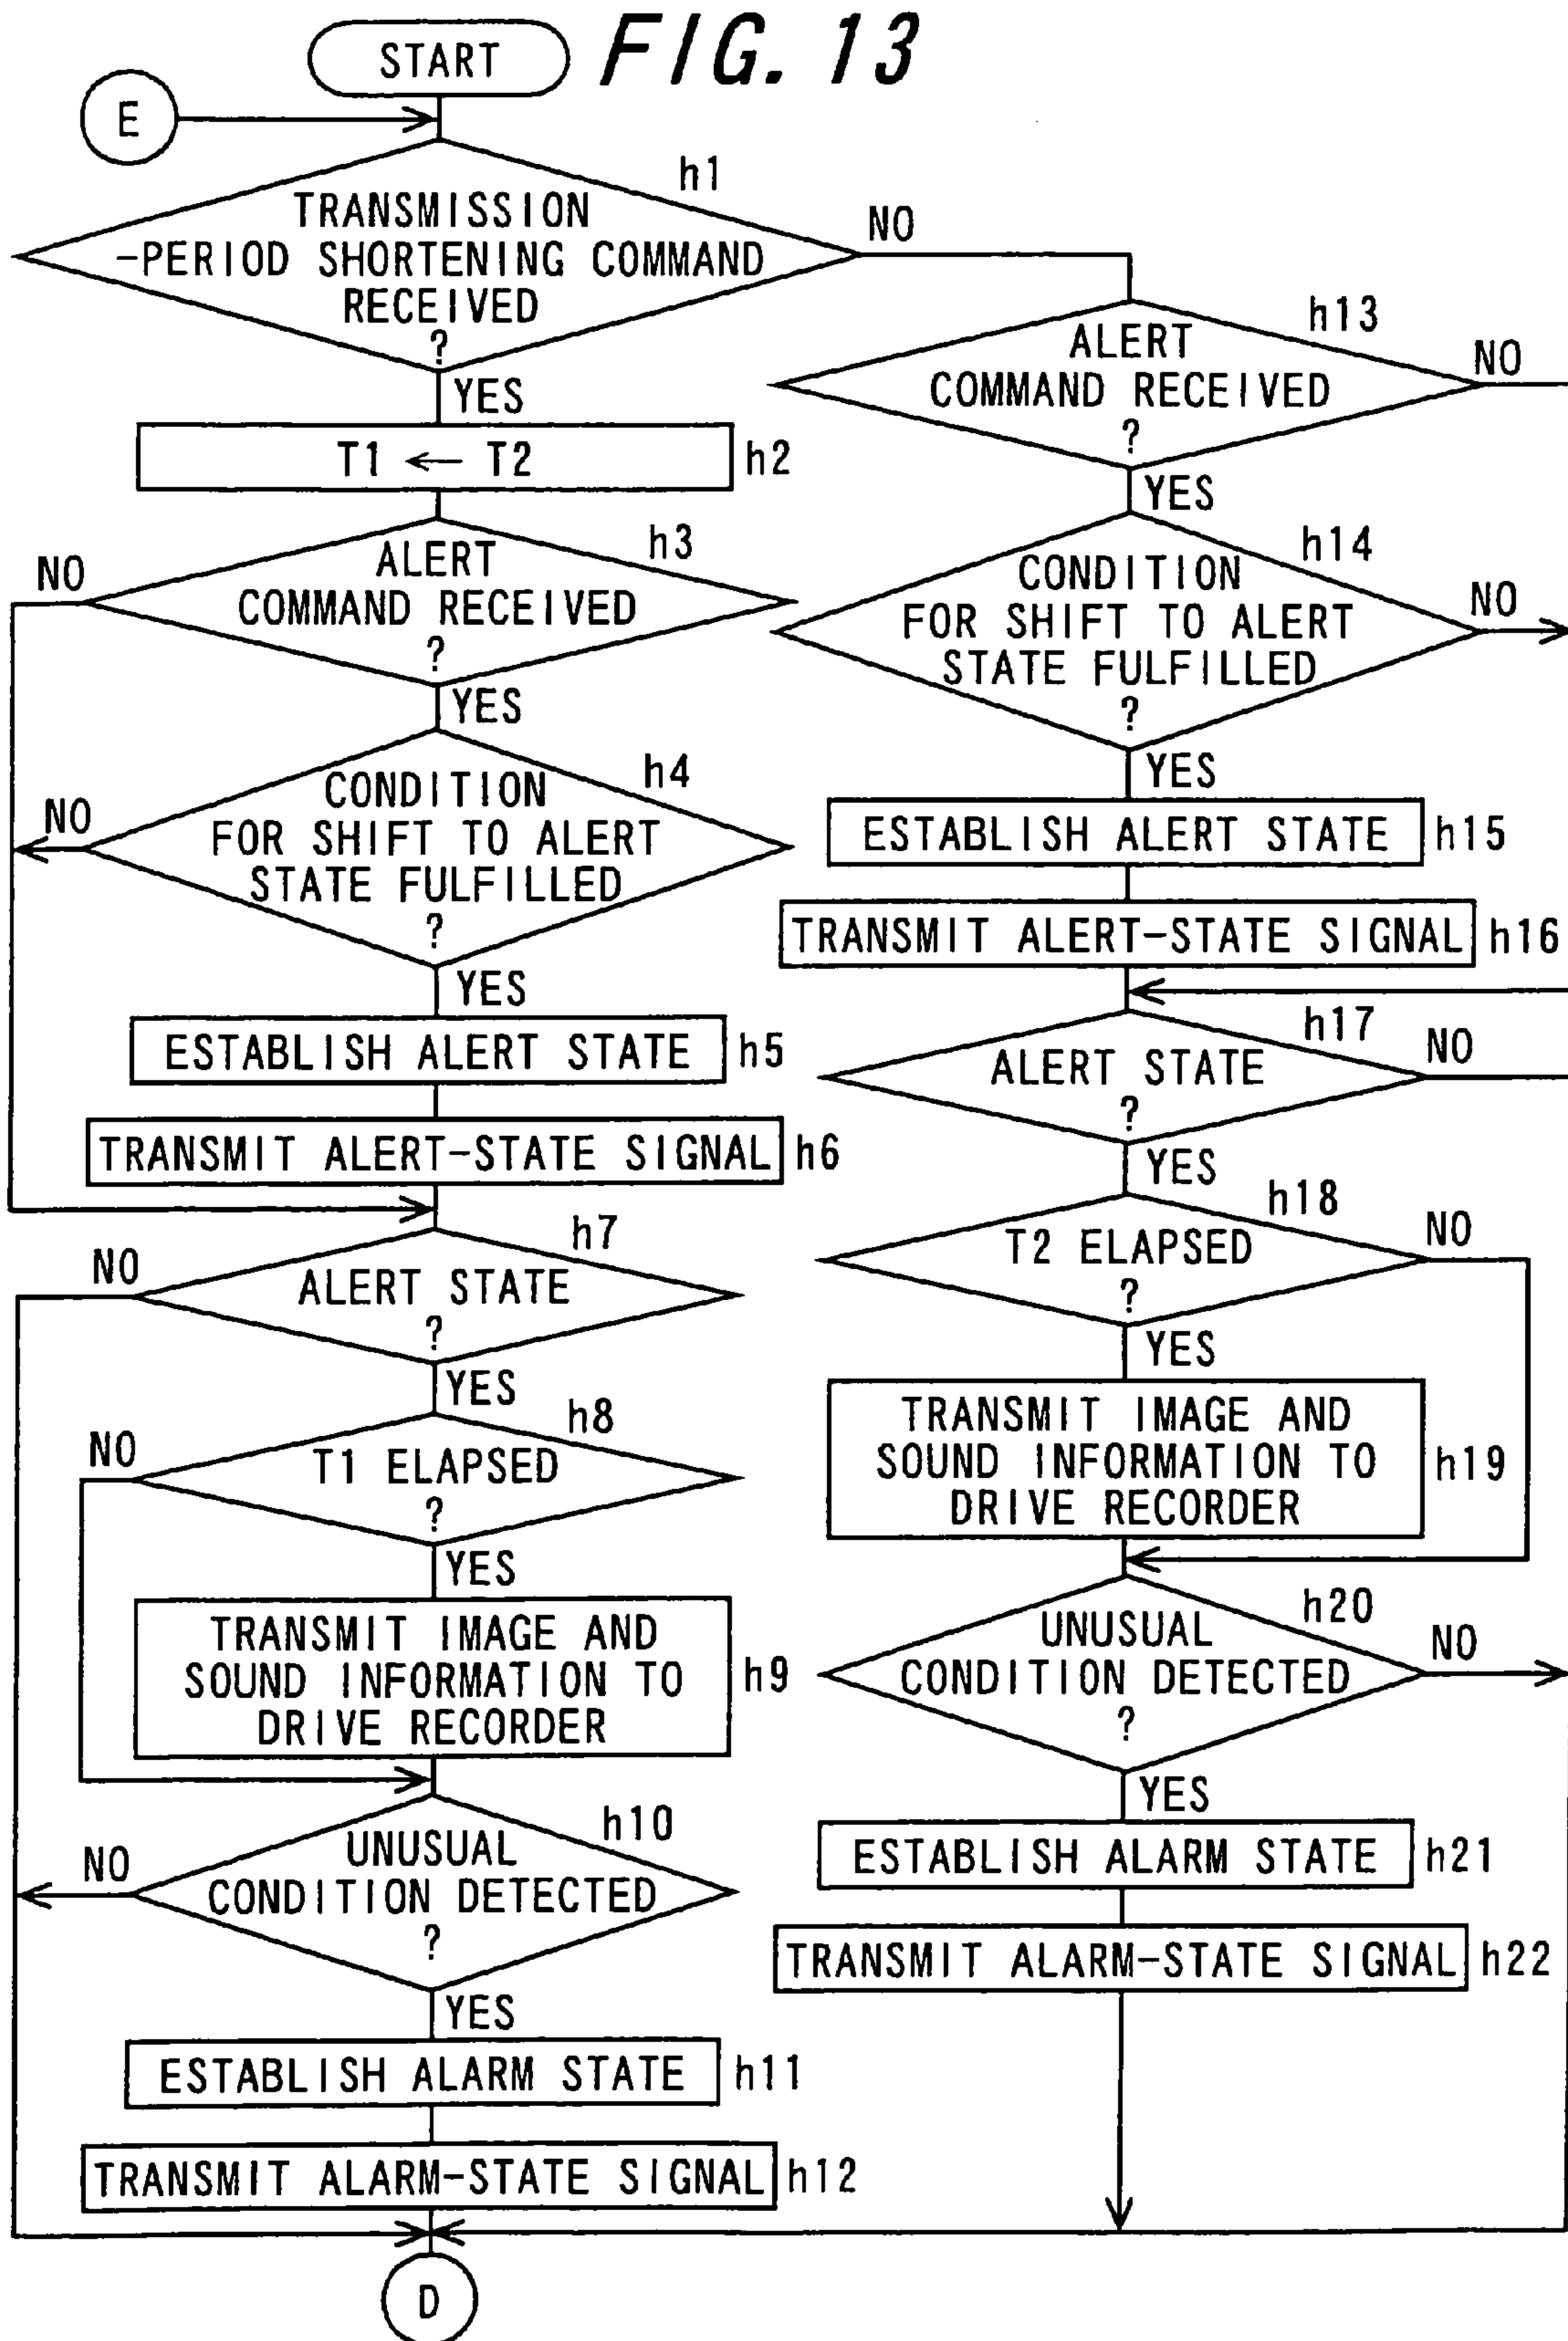 START
FIG. 13
E
h1
TRANSMISSION
-PERIOD SHORTENING COMMAND
RECEIVED
?
NO
YES
T1 ← T2
h2
h3
ALERT
COMMAND RECEIVED
?
NO
YES
h4
CONDITION
FOR SHIFT TO ALERT
STATE FULFILLED
?
NO
YES
ESTABLISH ALERT STATE
h5
TRANSMIT ALERT-STATE SIGNAL
h6
h7
ALERT STATE
?
NO
YES
h8
T1 ELAPSED
?
NO
YES
TRANSMIT IMAGE AND
SOUND INFORMATION TO
DRIVE RECORDER
h9
h10
UNUSUAL
CONDITION DETECTED
?
NO
YES
ESTABLISH ALARM STATE
h11
TRANSMIT ALARM-STATE SIGNAL
h12
h13
ALERT
COMMAND RECEIVED
?
NO
YES
h14
CONDITION
FOR SHIFT TO ALERT
STATE FULFILLED
?
NO
YES
ESTABLISH ALERT STATE
h15
TRANSMIT ALERT-STATE SIGNAL
h16
h17
ALERT STATE
?
NO
YES
h18
T2 ELAPSED
?
NO
YES
TRANSMIT IMAGE AND
SOUND INFORMATION TO
DRIVE RECORDER
h19
h20
UNUSUAL
CONDITION DETECTED
?
NO
YES
ESTABLISH ALARM STATE
h21
TRANSMIT ALARM-STATE SIGNAL
h22
D